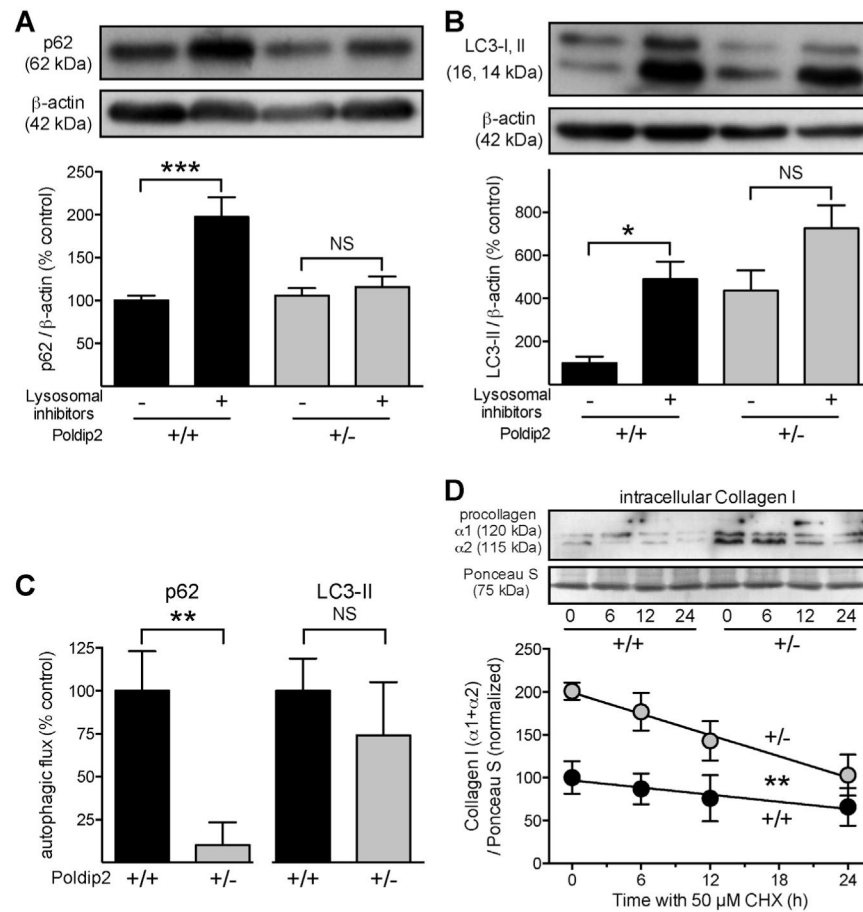 A
p62
(62 kDa)
β-actin
(42 kDa)
p62 / β-actin (% control)
250
200
150
100
50
***
NS
Lysosomal
inhibitors
- + - +
Poldip2
+/+ +/-
B
LC3-I, II
(16, 14 kDa)
β-actin
(42 kDa)
LC3-II / β-actin (% control)
800
600
400
200
*
NS
Lysosomal
inhibitors
- + - +
Poldip2
+/+ +/-
C
p62
**
LC3-II
NS
autophagic flux (% control)
125
100
75
50
25
0
Poldip2 +/+ +/- +/+ +/-
D
intracellular Collagen I
procollagen
α1 (120 kDa)
α2 (115 kDa)
Ponceau S
(75 kDa)
0 6 12 24 0 6 12 24
+/+ +/-
Collagen I (α1+α2)
/ Ponceau S (normalized)
200
150
100
50
0
+/-
**
+/+
0 6 12 18 24
Time with 50 µM CHX (h)